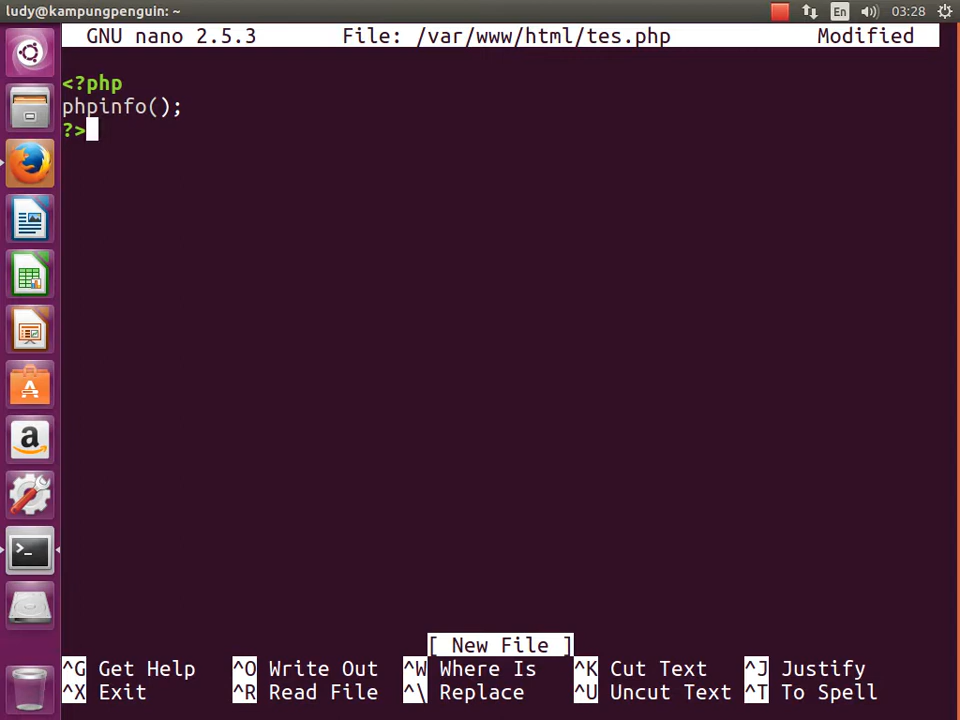 ludy@kampungpenguin: ~
En
03:28
GNU nano 2.5.3 File: /var/www/html/tes.php Modified
<?php
phpinfo();
?>
>_
[ New File ]
^G Get Help ^O Write Out ^W Where Is ^K Cut Text ^J Justify
^X Exit ^R Read File ^\ Replace ^U Uncut Text ^T To Spell